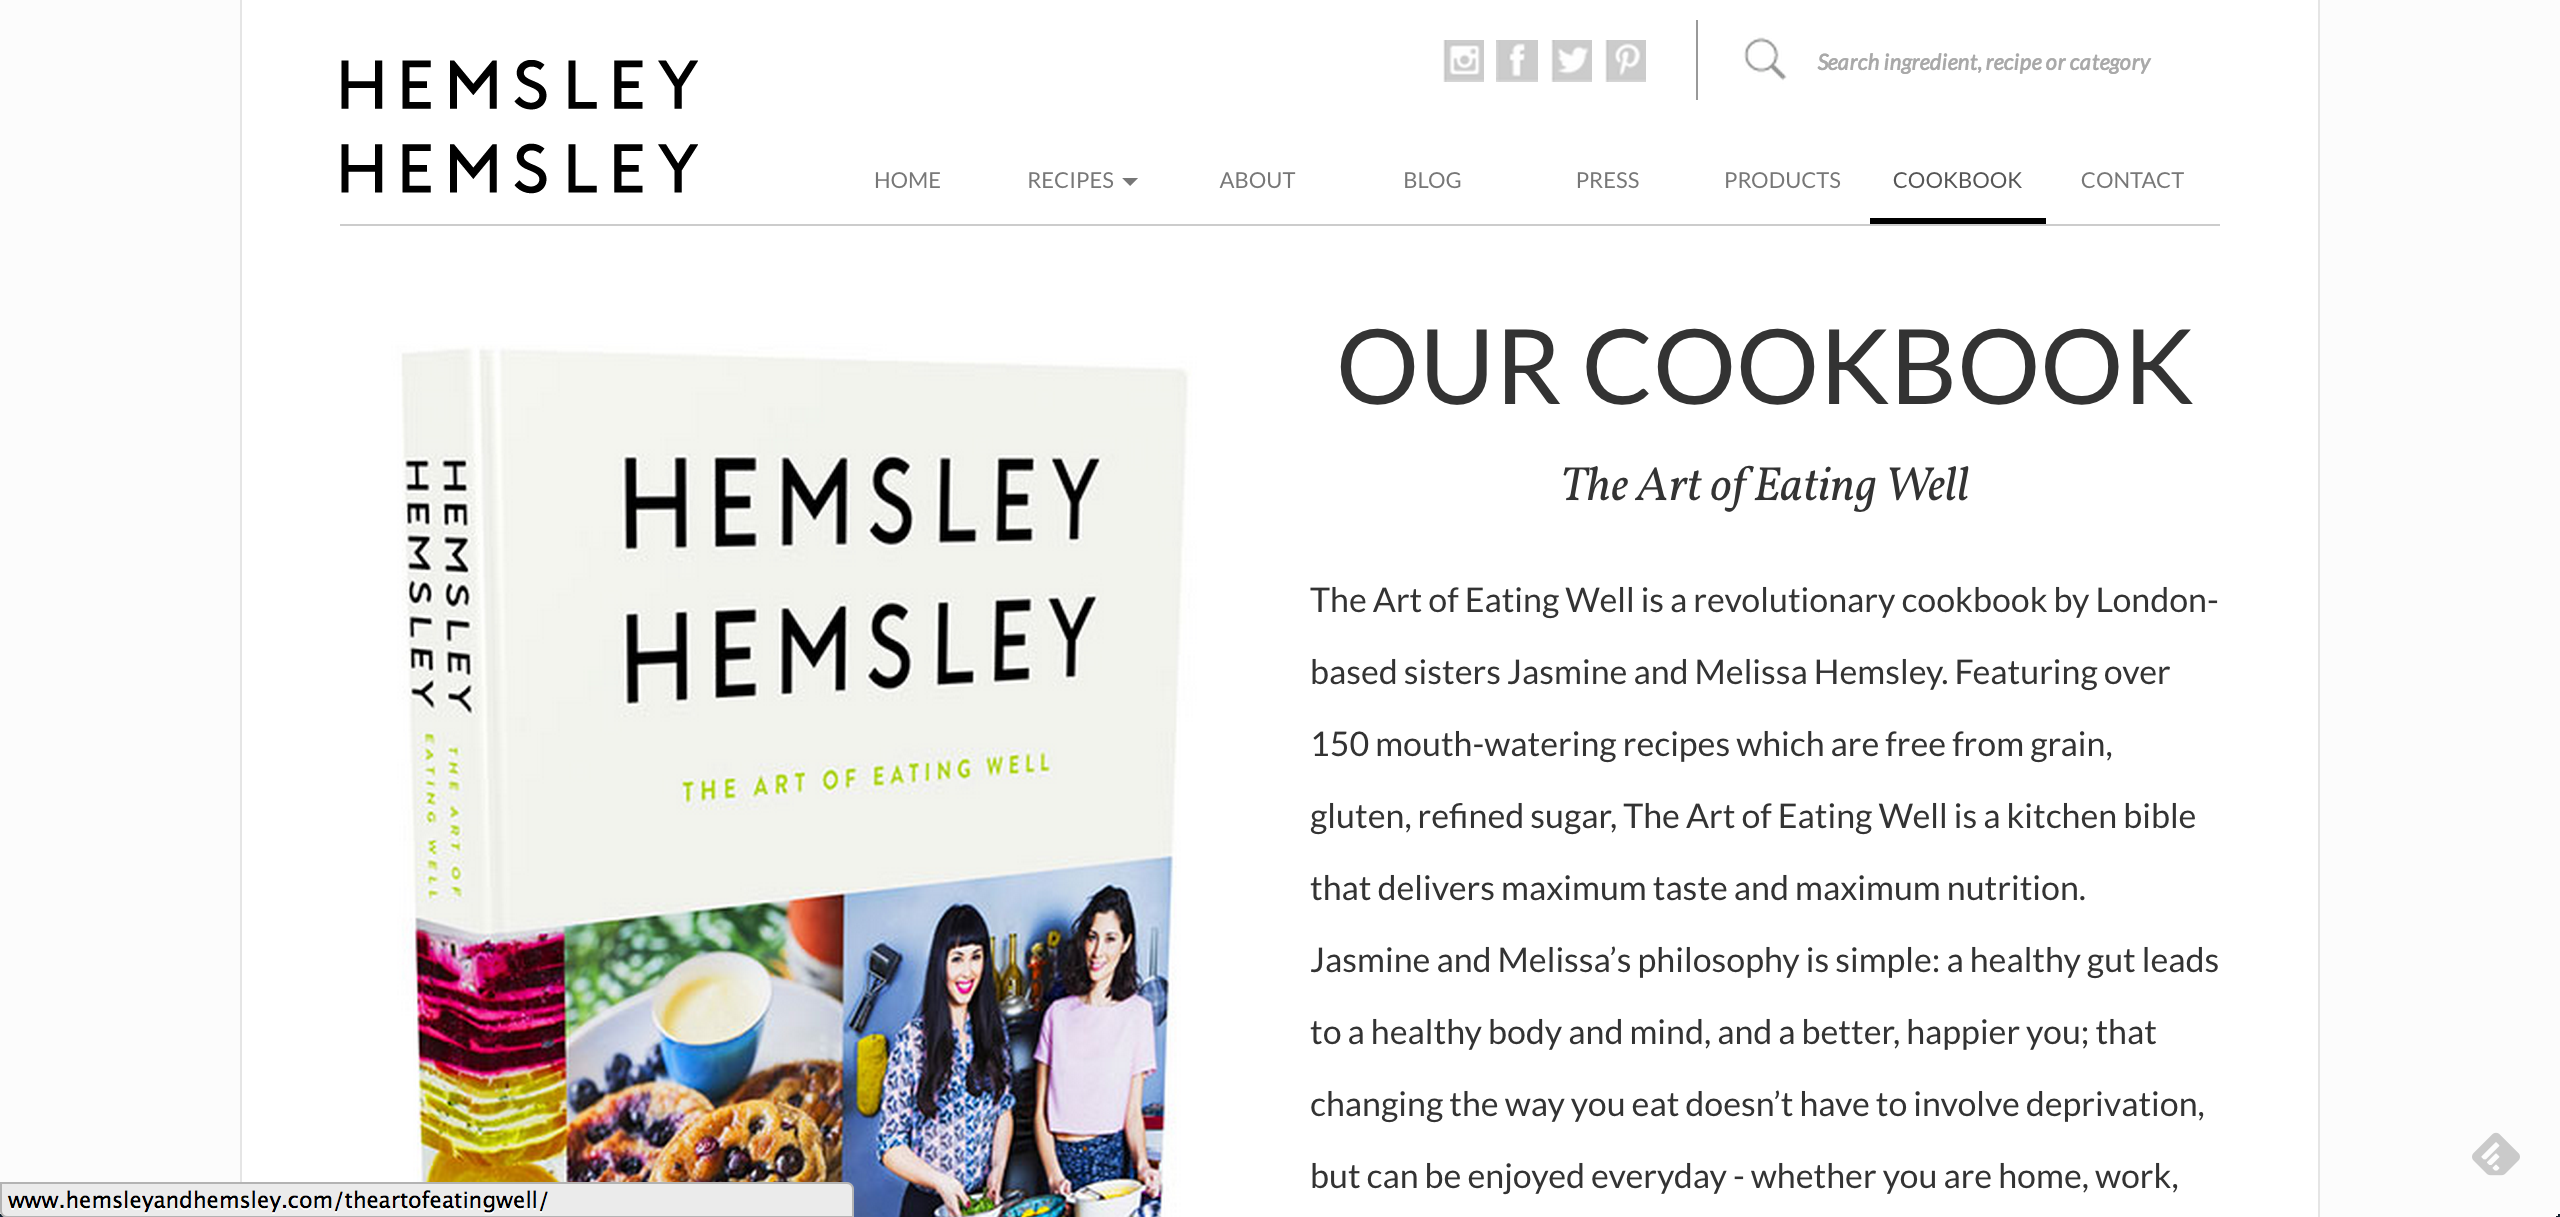 HEMSLEY
HEMSLEY
Search ingredient, recipe or category
HOME RECIPES ABOUT BLOG PRESS PRODUCTS COOKBOOK CONTACT
HEMSLEY
HEMSLEY
THE ART OF EATING WELL
HEMSLEY
HEMSLEY
THE ART OF
EATING WELL
OUR COOKBOOK
The Art of Eating Well
The Art of Eating Well is a revolutionary cookbook by London-
based sisters Jasmine and Melissa Hemsley. Featuring over
150 mouth-watering recipes which are free from grain,
gluten, refined sugar, The Art of Eating Well is a kitchen bible
that delivers maximum taste and maximum nutrition.
Jasmine and Melissa’s philosophy is simple: a healthy gut leads
to a healthy body and mind, and a better, happier you; that
changing the way you eat doesn’t have to involve deprivation,
but can be enjoyed everyday - whether you are home, work,
www.hemsleyandhemsley.com/theartofeatingwell/